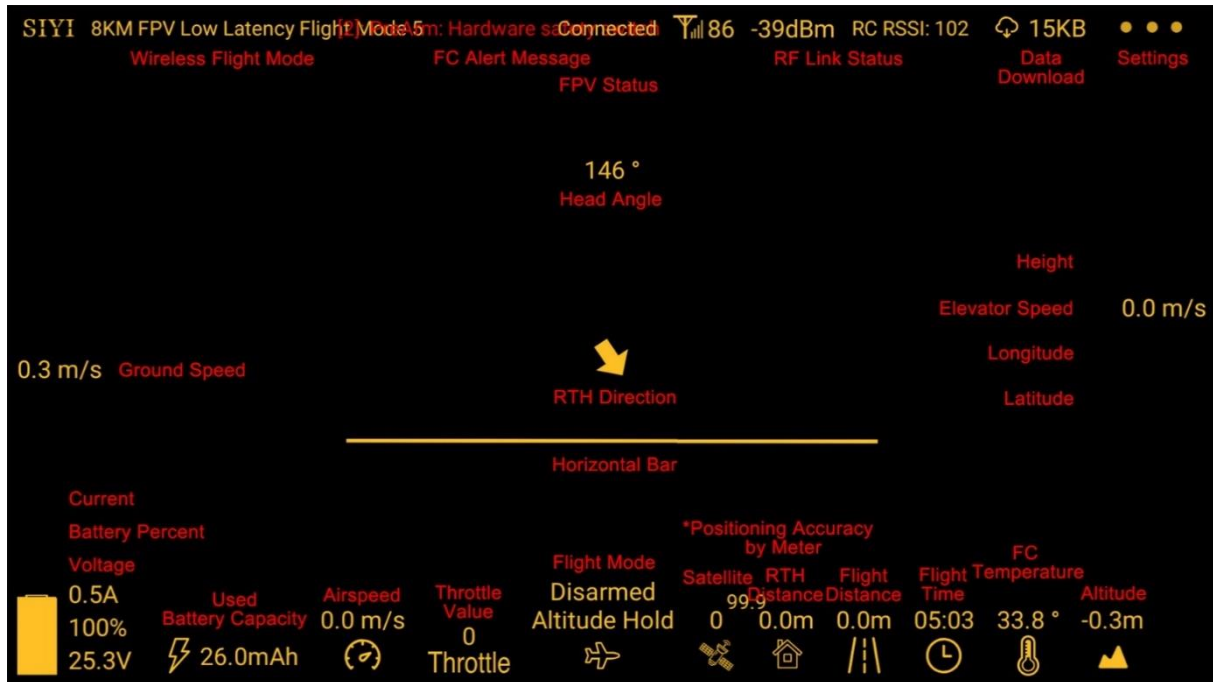 SIYI 8KM FPV Low Latency Flight Mode 5 Connected 86 -39dBm RC RSSI: 102 15KB
Wireless Flight Mode FC Alert Message RF Link Status Data Download Settings
FPV Status
146 °
Head Angle
Height
Elevator Speed 0.0 m/s
0.3 m/s Ground Speed
Longitude
RTH Direction
Latitude
Horizontal Bar
Current
Battery Percent
Voltage
*Positioning Accuracy
by Meter
Flight Mode
Satellite RTH Distance Flight Distance Flight Time FC Temperature Altitude
Used Battery Capacity Airspeed Throttle Value
0.5A
100%
25.3V
26.0mAh
0.0 m/s
0
Throttle
Disarmed
Altitude Hold
99.9
0 0.0m 0.0m 05:03 33.8 ° -0.3m